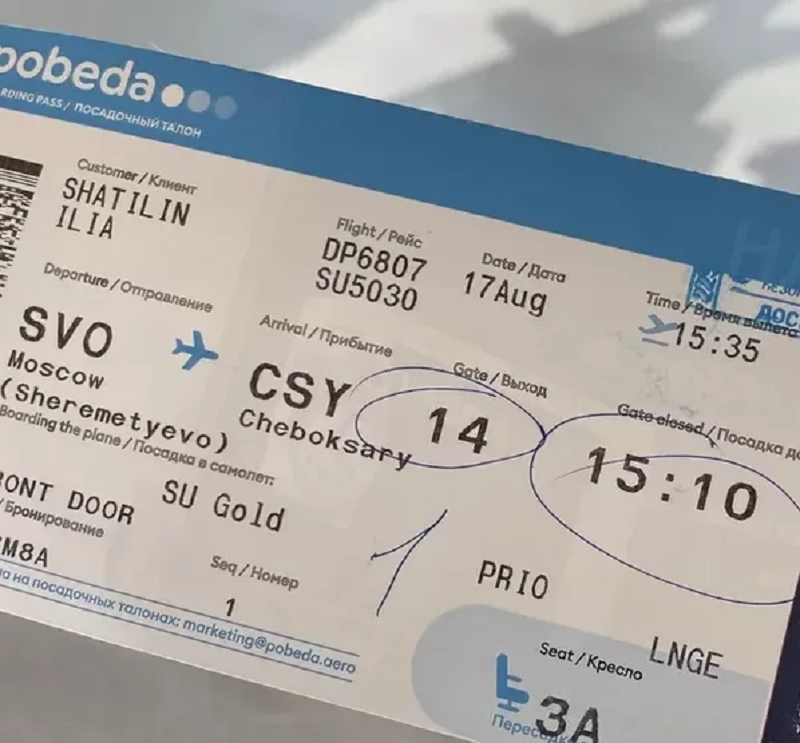 pobeda
RDING PASS / ПОСАДОЧНЫЙ ТАЛОН
Customer / Клиент
SHATILIN
ILIA
Flight / Рейс
DP6807
SU5030
Date / Дата
17Aug
Time / Время вылета
15:35
ДОС
Departure / Отправление
SVO
Moscow
(Sheremetyevo)
Arrival / Прибытие
CSY
Cheboksary
Gate / Выход
14
Gate closed / Посадка до
15:10
Boarding the plane / Посадка в самолет:
ONT DOOR
SU Gold
1
/ Бронирование
M8A
Seq / Номер
1
PRIO
LNGE
на посадочных талонах: marketing@pobeda.aero
Seat / Кресло
3A